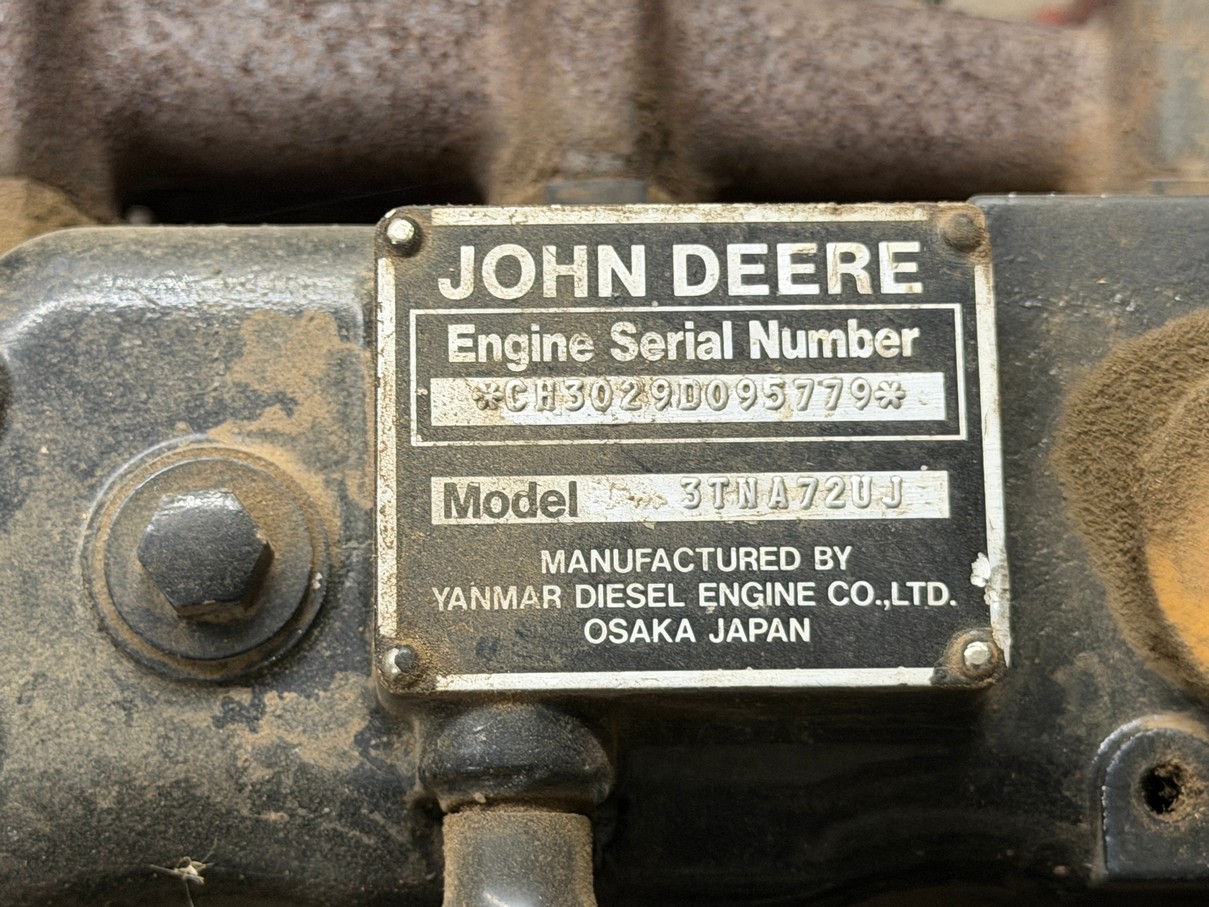 JOHN DEERE
Engine Serial Number
*CH3029D095779*
Model 3TNA72UJ
MANUFACTURED BY
YANMAR DIESEL ENGINE CO.,LTD.
OSAKA JAPAN